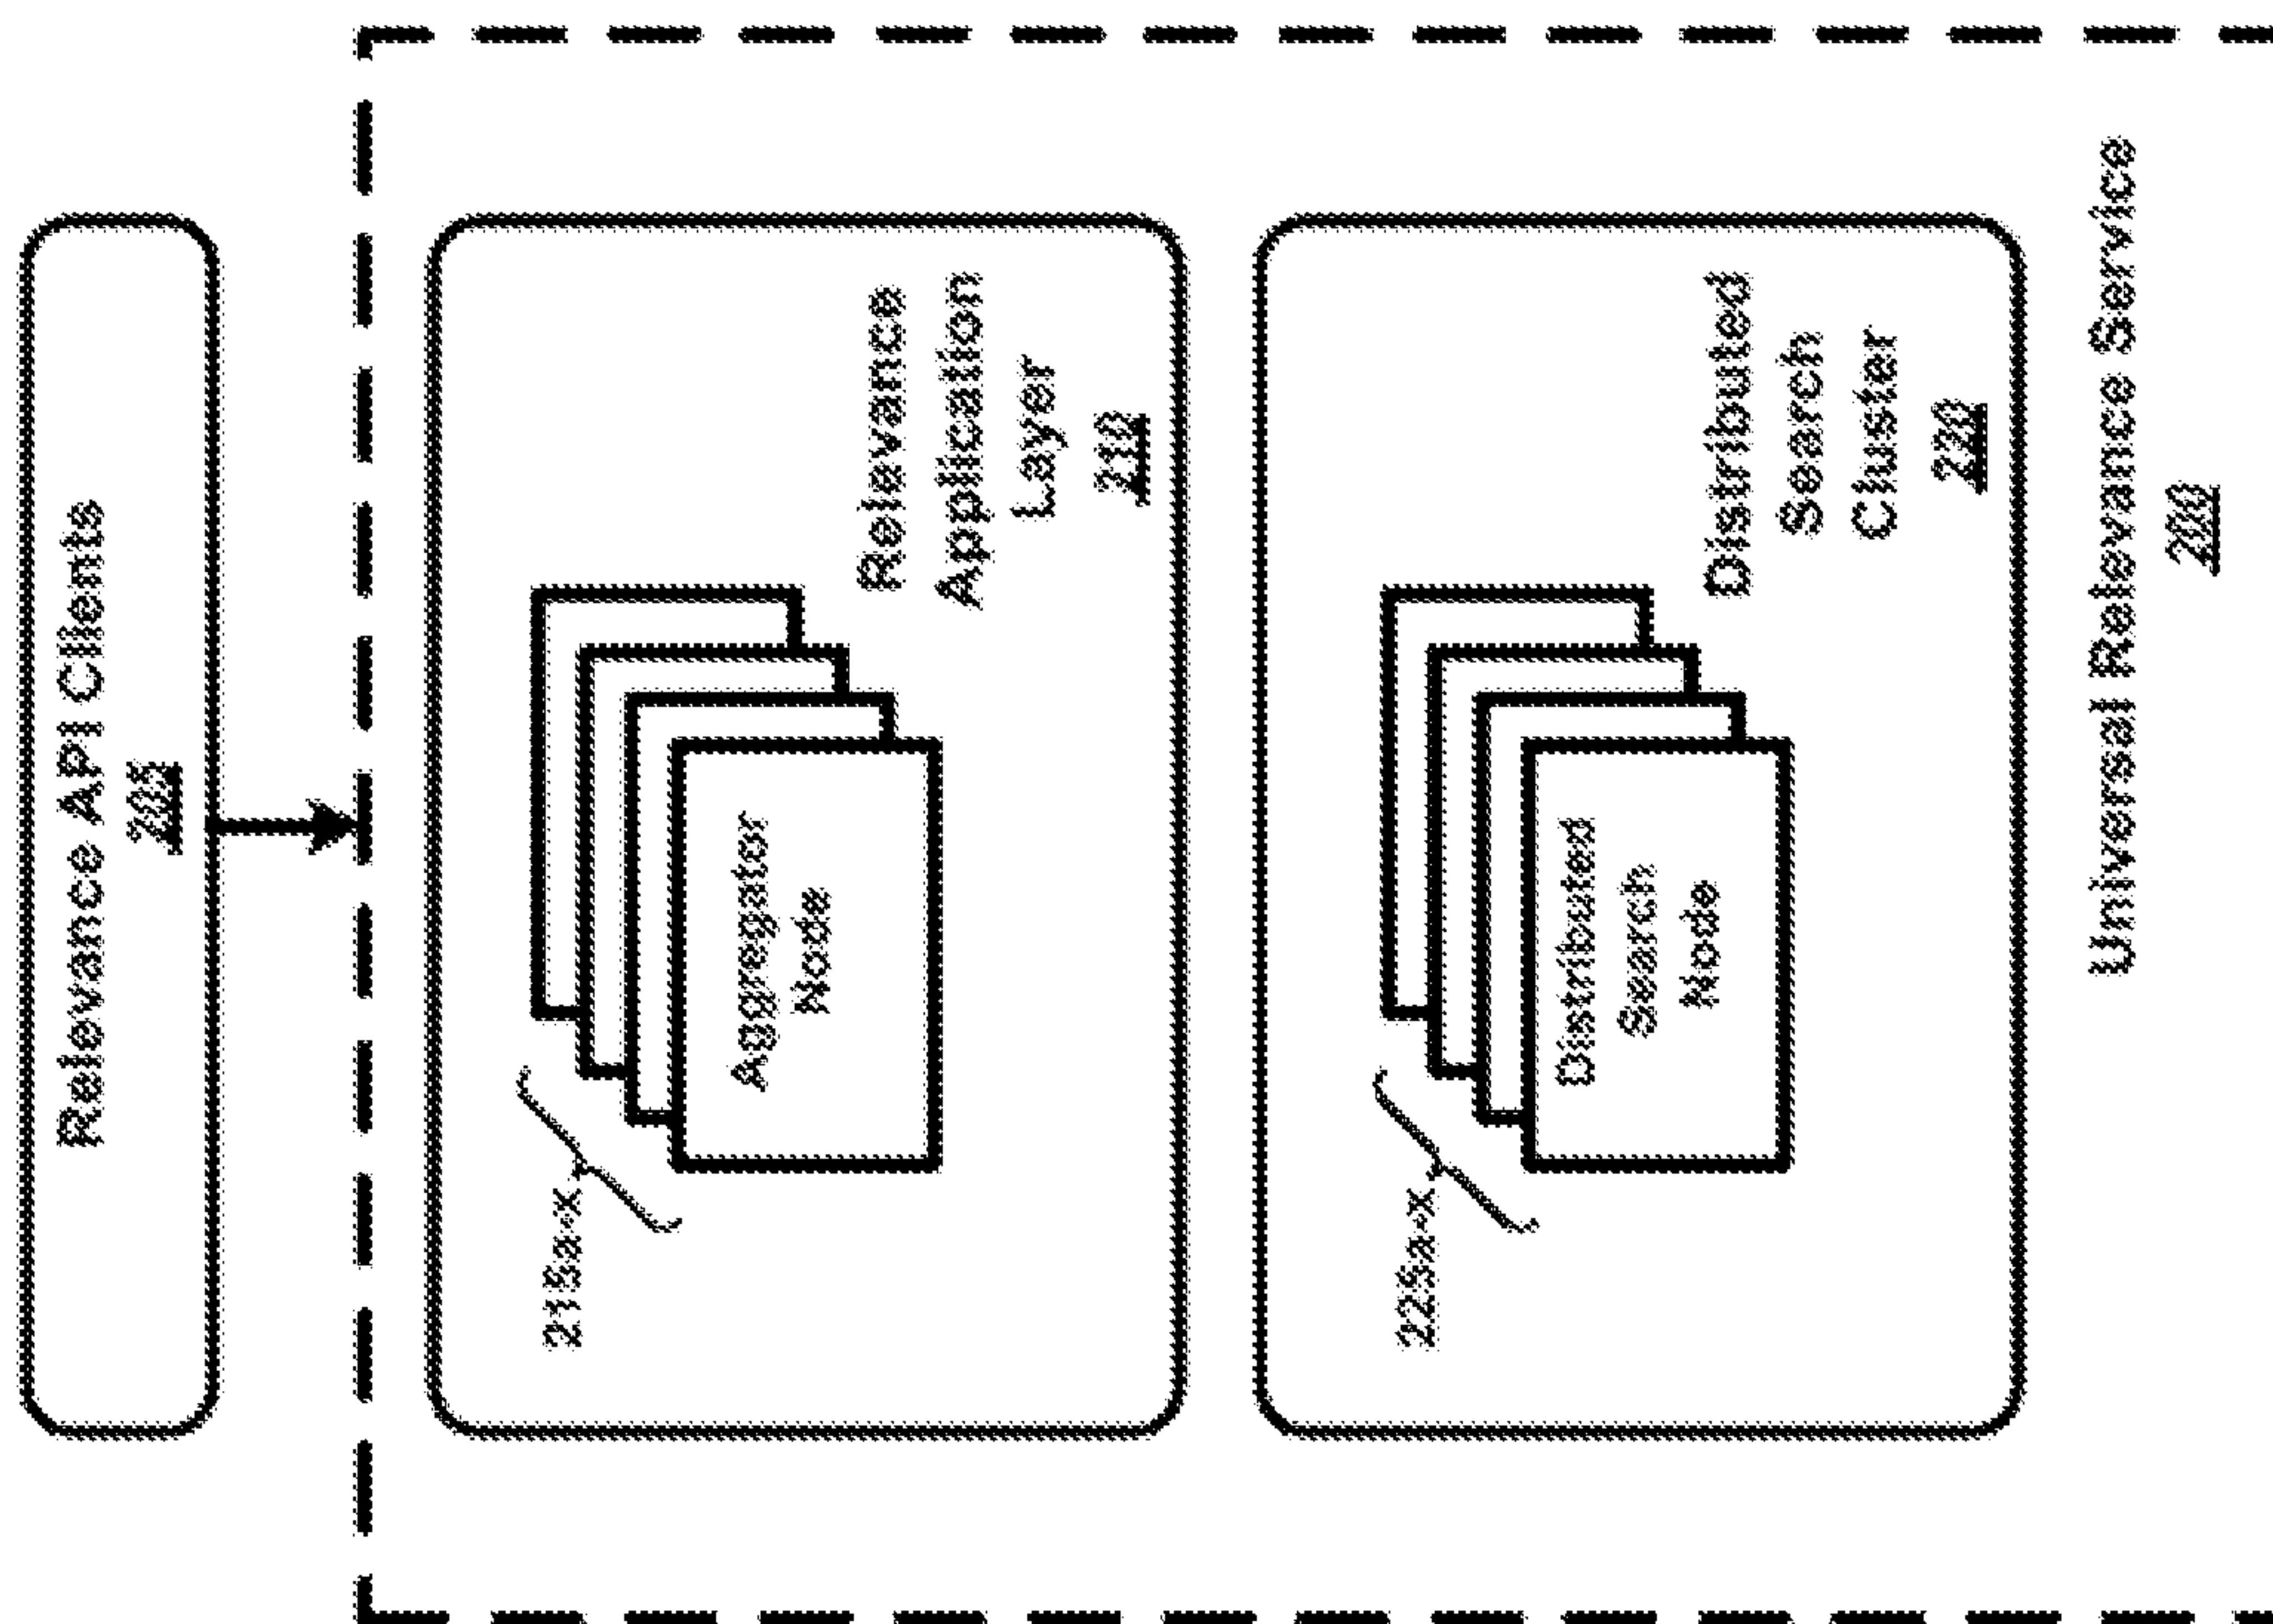 Relevance API Clients
205
215a-x
Aggregator
Node
Relevance
Application
Layer
210
225a-x
Distributed
Search
Node
Distributed
Search
Cluster
220
Universal Relevance Service
200